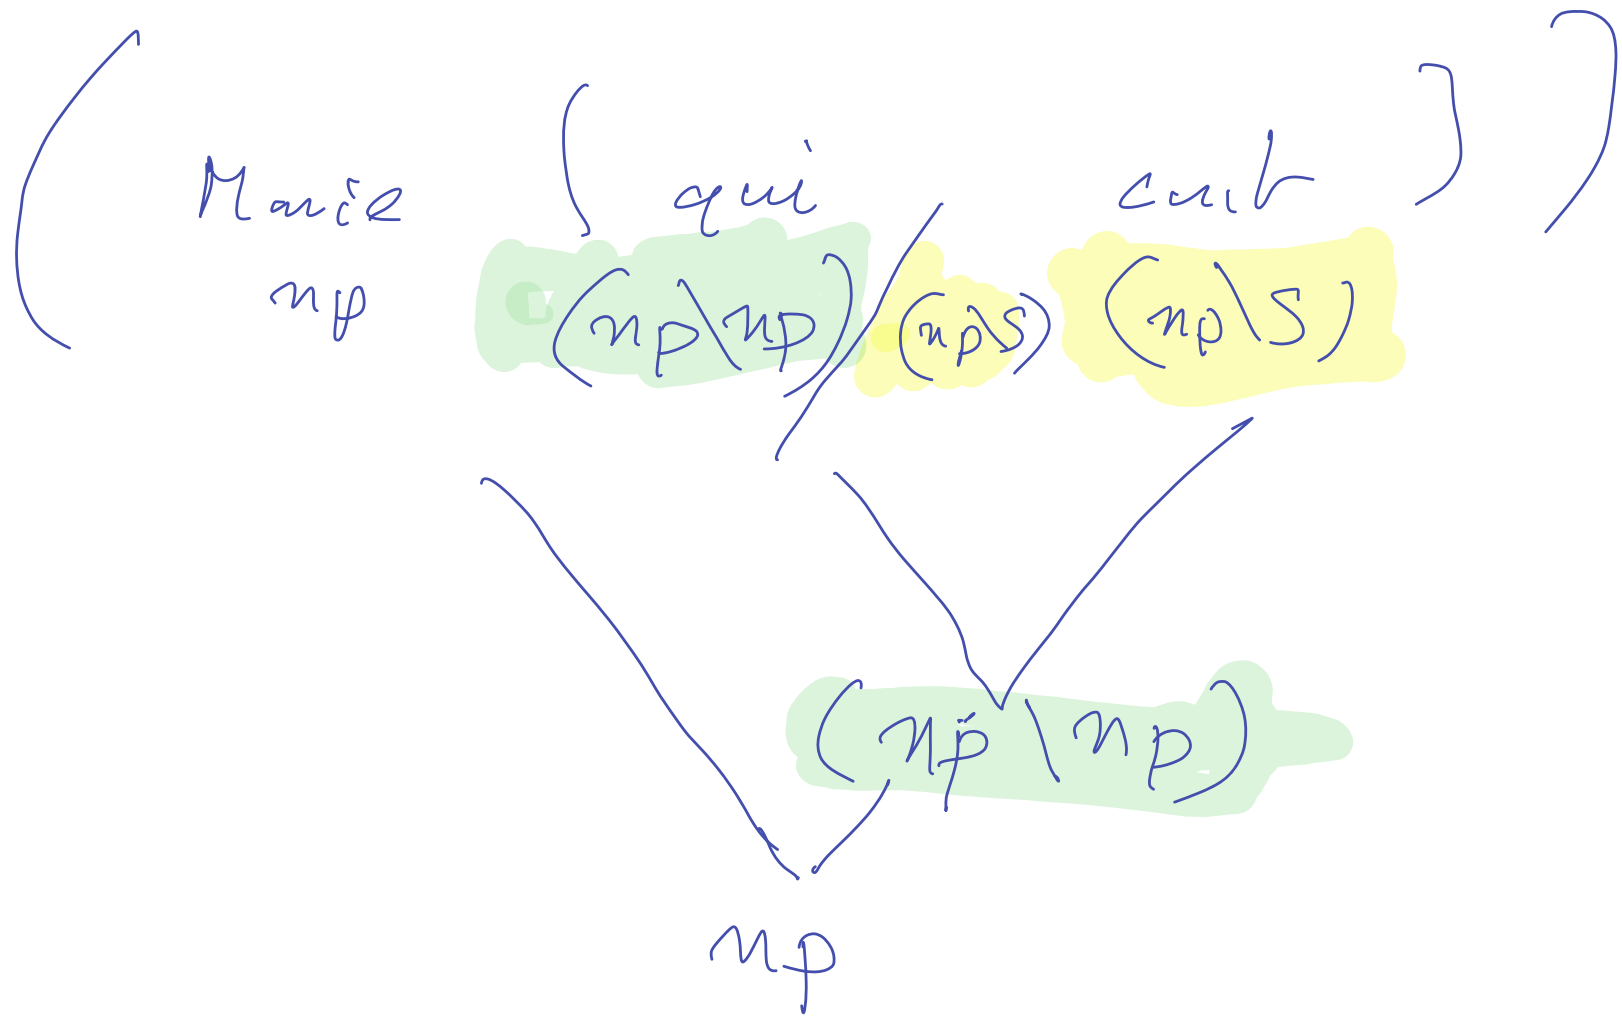 ( Marie ( qui cuit ) )
np (np\np) / (np\S) (np\S)
(np\np)
np